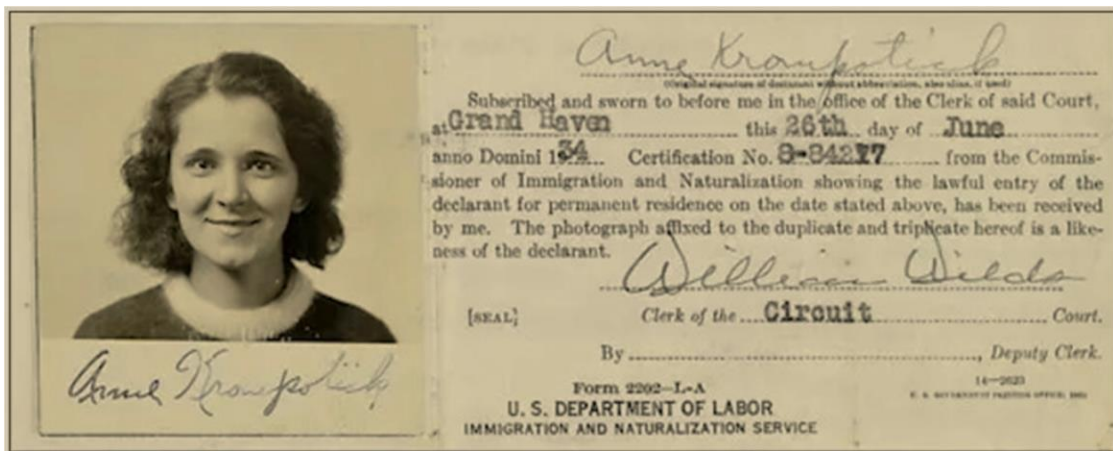 Anne Krompotich
(Original signature of declarant without abbreviation, also alias, if used)
Subscribed and sworn to before me in the office of the Clerk of said Court,
at Grand Haven this 26th day of June
anno Domini 1934 Certification No. 8-84217 from the Commis-
sioner of Immigration and Naturalization showing the lawful entry of the
declarant for permanent residence on the date stated above, has been received
by me. The photograph affixed to the duplicate and triplicate hereof is a like-
ness of the declarant.
William Wilds
[SEAL] Clerk of the Circuit Court.
By , Deputy Clerk.
Anne Krompotich
Form 2202-L-A
U. S. DEPARTMENT OF LABOR
IMMIGRATION AND NATURALIZATION SERVICE
14-2623
U. S. GOVERNMENT PRINTING OFFICE: